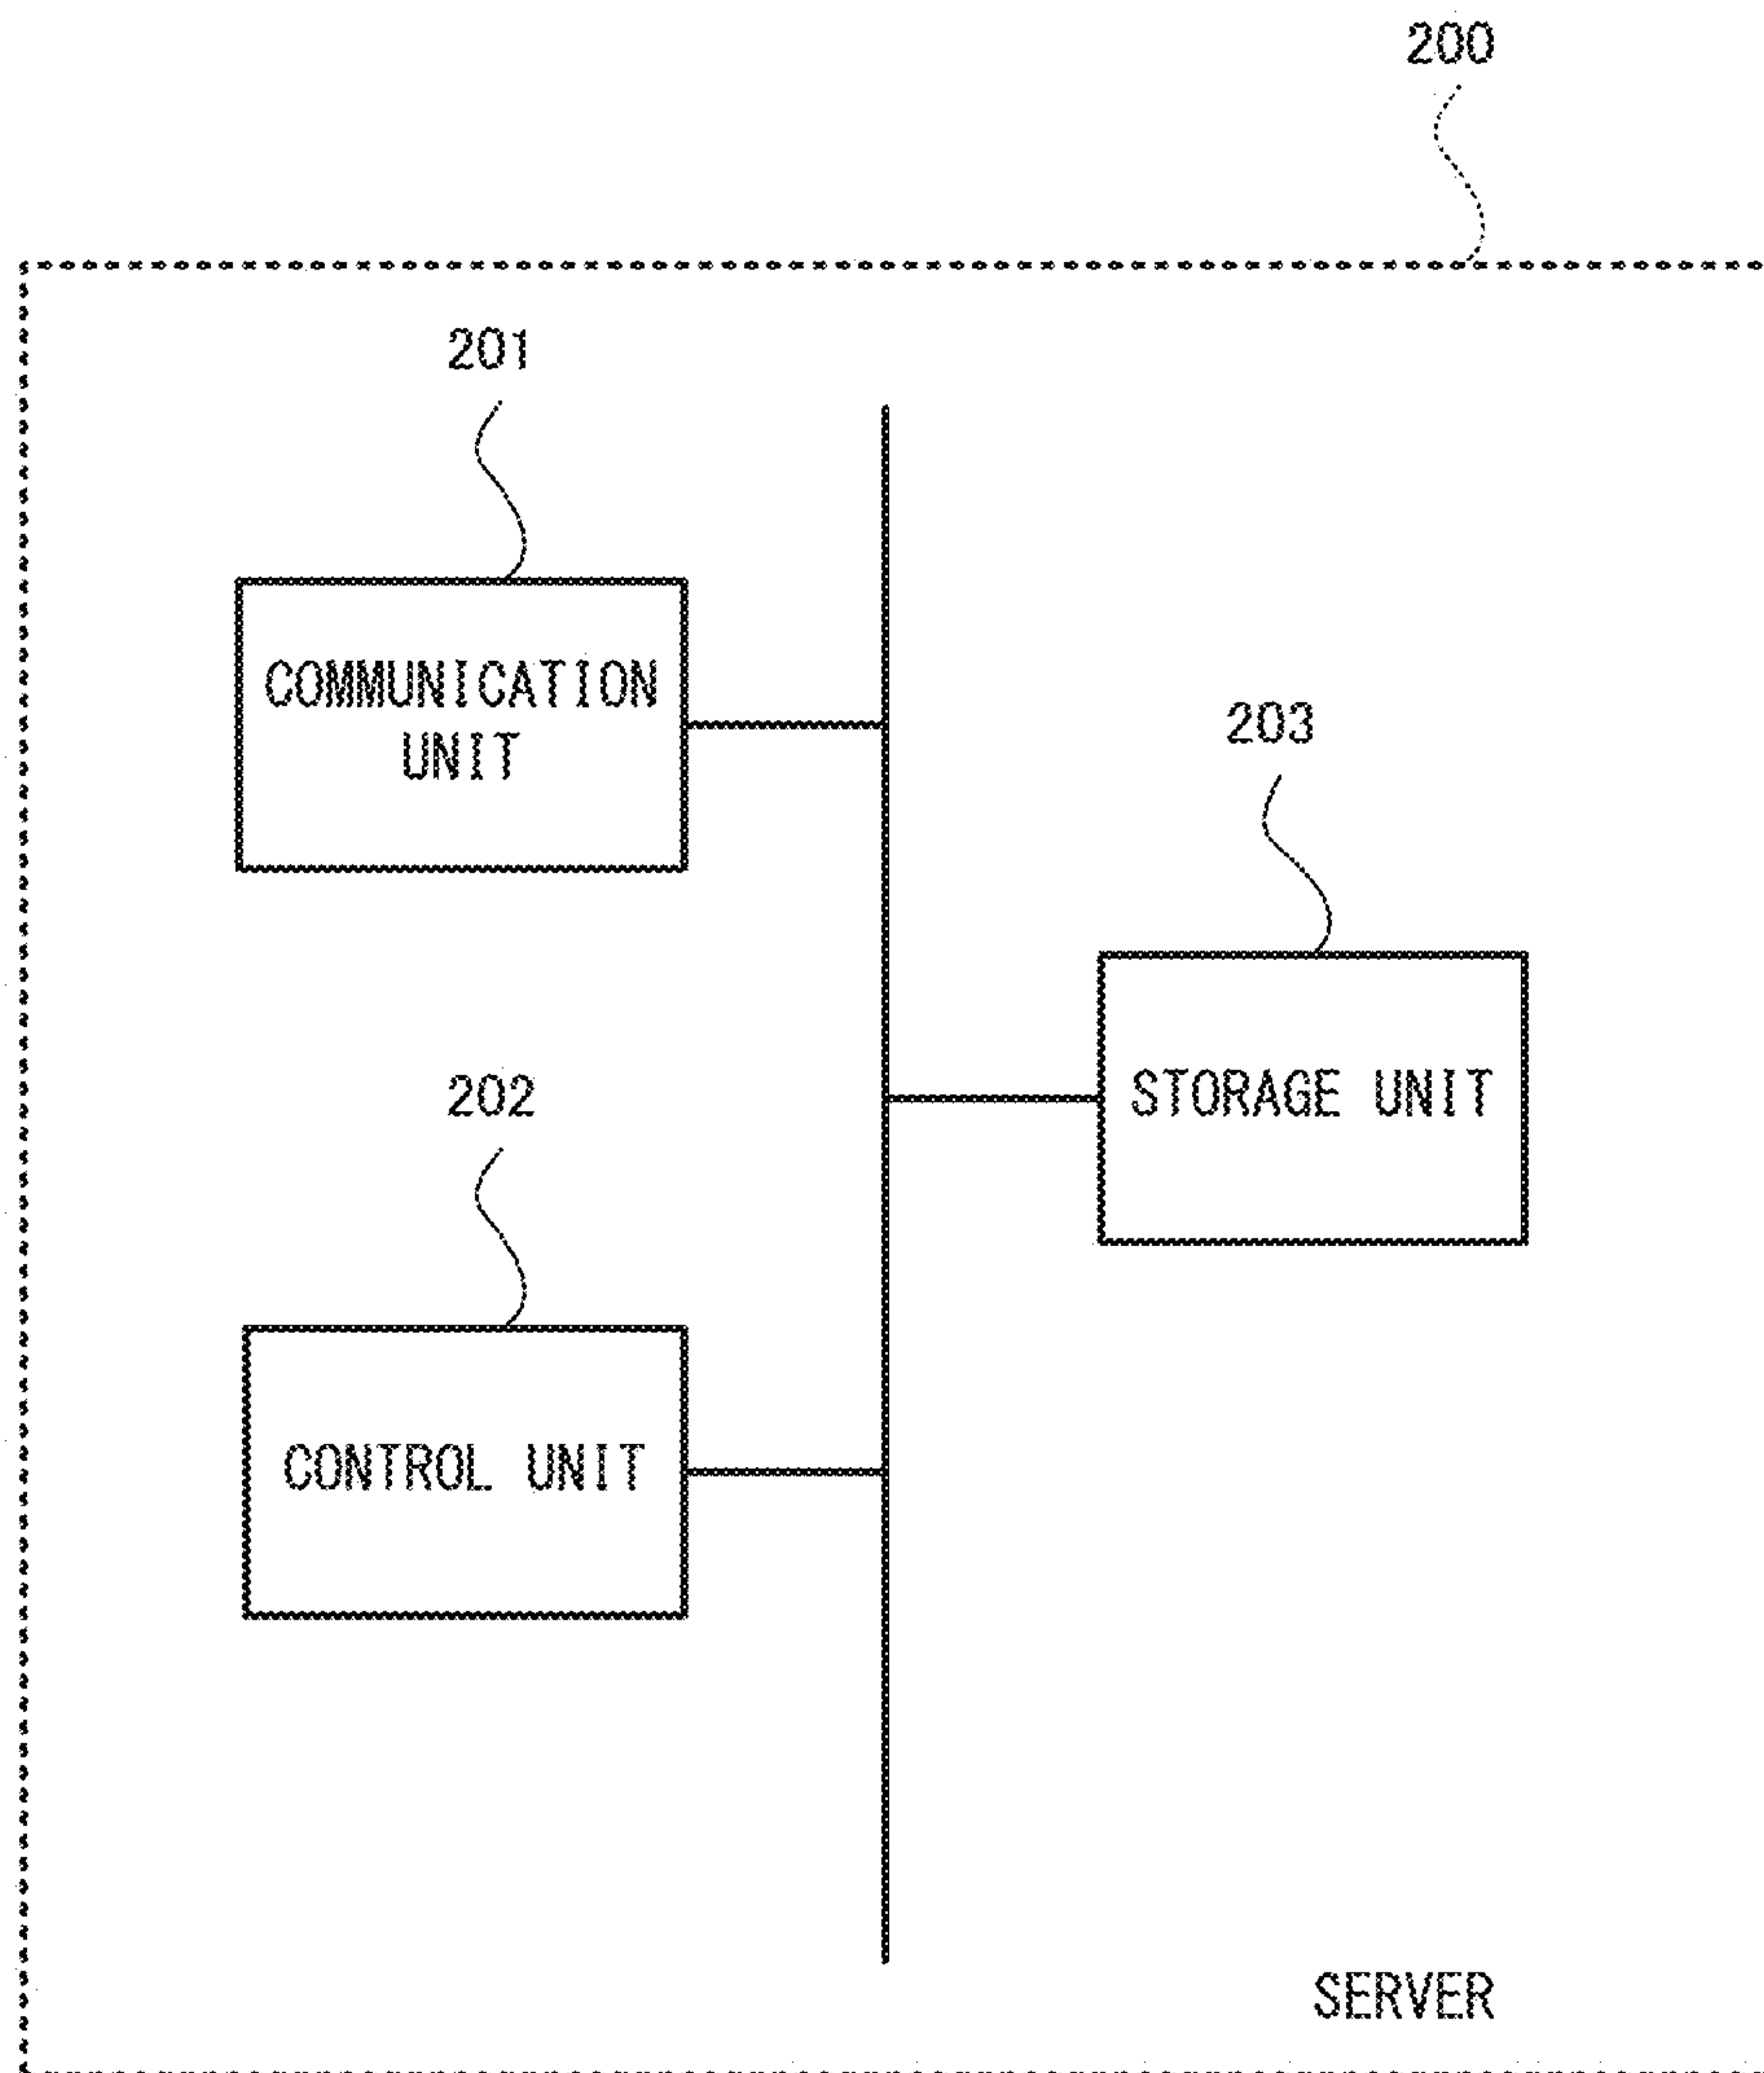 200
201
COMMUNICATION
UNIT
203
STORAGE UNIT
202
CONTROL UNIT
SERVER